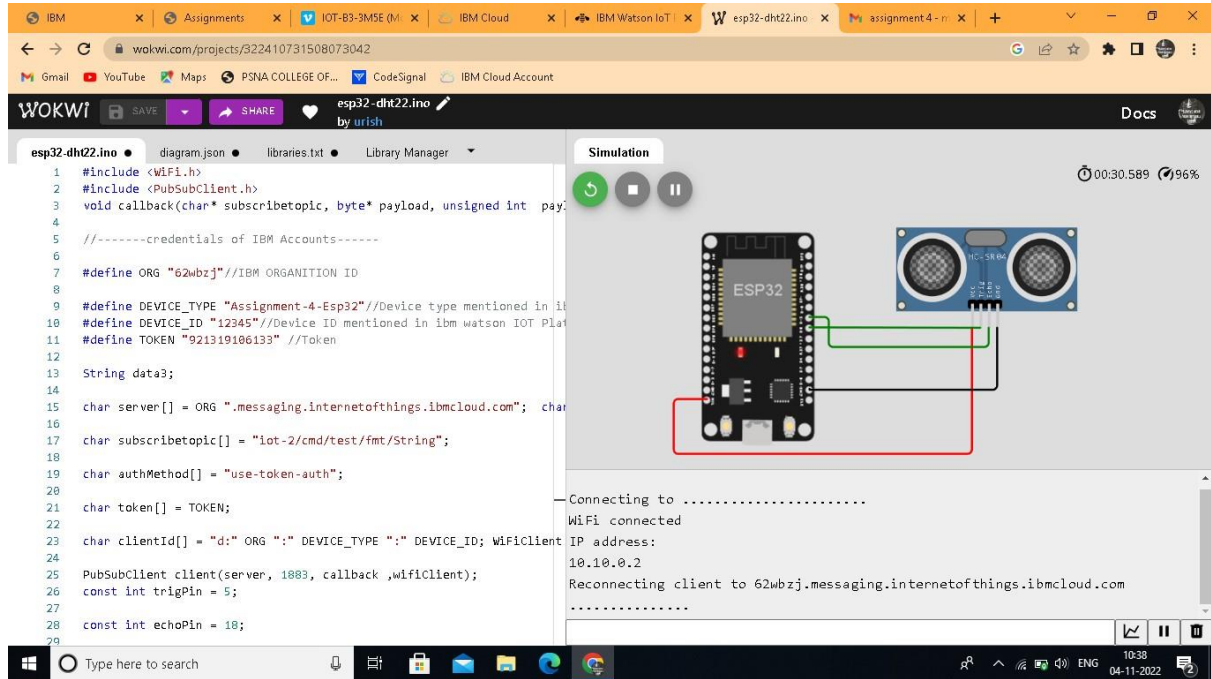 IBM
Assignments
IOT-B3-3M5E (M
IBM Cloud
IBM Watson IoT
esp32-dht22.ino
assignment 4 - n
wokwi.com/projects/322410731508073042
Gmail
YouTube
Maps
PSNA COLLEGE OF...
CodeSignal
IBM Cloud Account
WOKWi
SAVE
SHARE
esp32-dht22.ino
by urish
Docs
esp32-dht22.ino
diagram.json
libraries.txt
Library Manager
1 #include <WiFi.h>
2 #include <PubSubClient.h>
3 void callback(char* subscribetopic, byte* payload, unsigned int payl
4
5 //-------credentials of IBM Accounts------
6
7 #define ORG "62wbzj"//IBM ORGANITION ID
8
9 #define DEVICE_TYPE "Assignment-4-Esp32"//Device type mentioned in ib
10 #define DEVICE_ID "12345"//Device ID mentioned in ibm watson IOT Plat
11 #define TOKEN "921319106133" //Token
12
13 String data3;
14
15 char server[] = ORG ".messaging.internetofthings.ibmcloud.com"; char
16
17 char subscribetopic[] = "iot-2/cmd/test/fmt/String";
18
19 char authMethod[] = "use-token-auth";
20
21 char token[] = TOKEN;
22
23 char clientId[] = "d:" ORG ":" DEVICE_TYPE ":" DEVICE_ID; WiFiClient
24
25 PubSubClient client(server, 1883, callback ,wifiClient);
26 const int trigPin = 5;
27
28 const int echoPin = 18;
29
Simulation
00:30.589
96%
ESP32
HC-SR04
Vcc
Trig
Echo
Gnd
Connecting to .......................
WiFi connected
IP address:
10.10.0.2
Reconnecting client to 62wbzj.messaging.internetofthings.ibmcloud.com
...............
Type here to search
ENG
10:38
04-11-2022
2